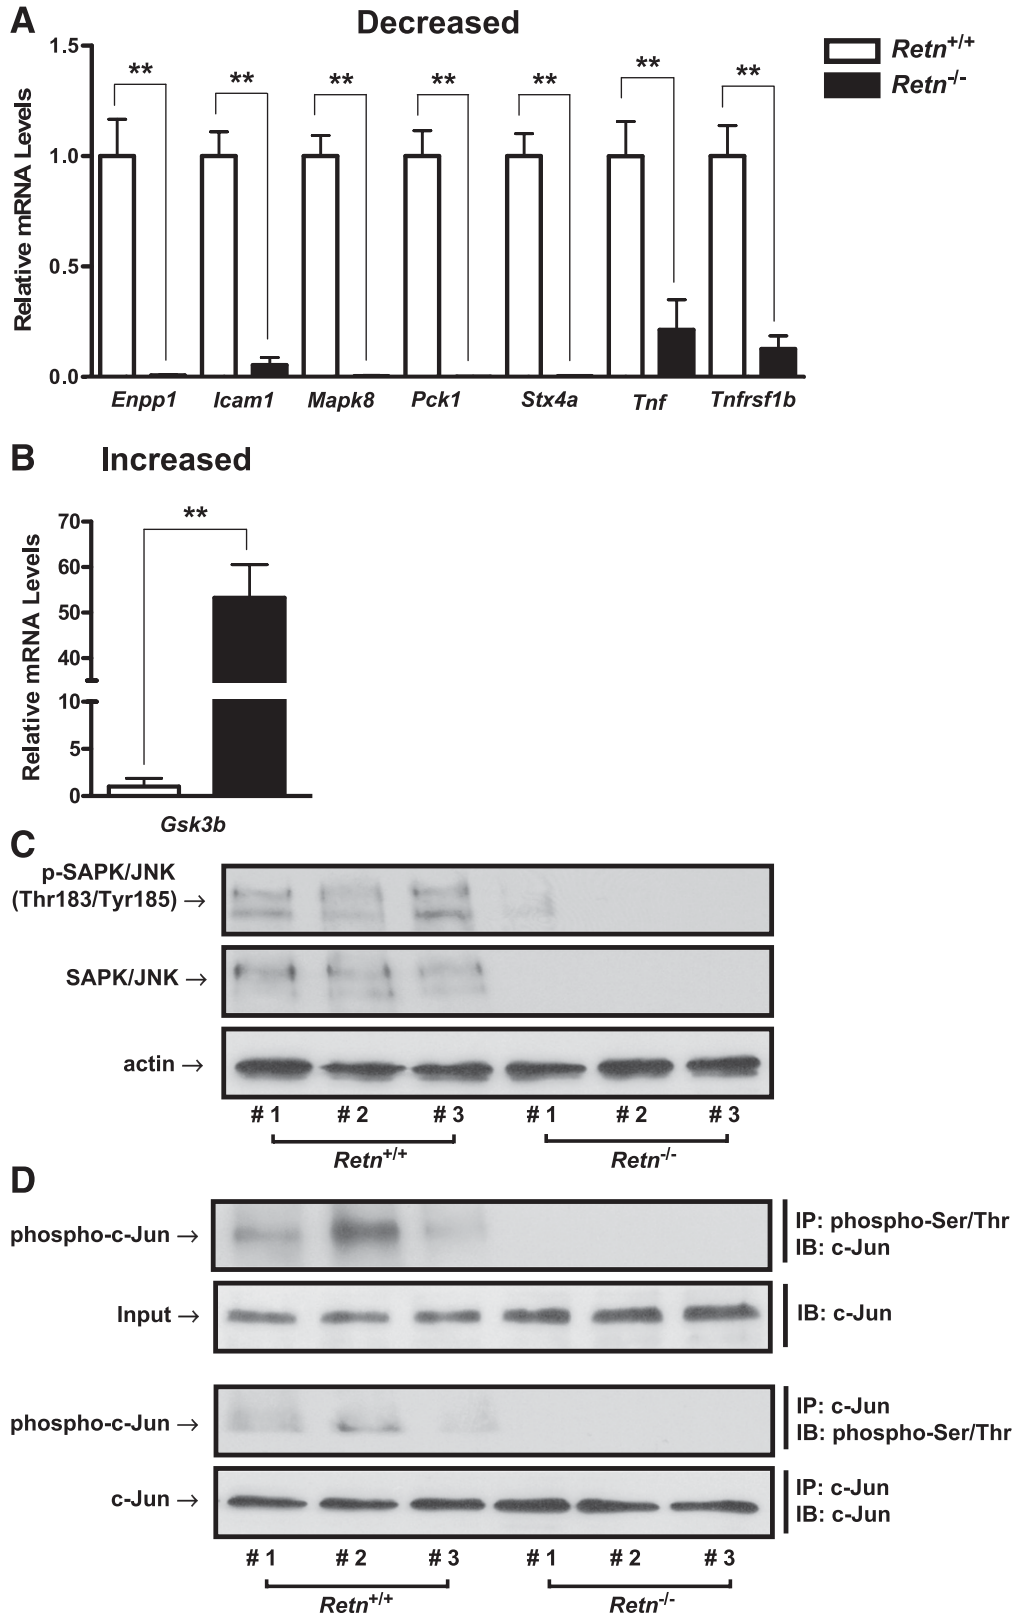 A
Decreased
Retn+/+
Retn-/-
Relative mRNA Levels
1.5
1.0
0.5
0.0
** ** ** ** ** ** **
Enpp1 Icam1 Mapk8 Pck1 Stx4a Tnf Tnfrsf1b
B
Increased
Relative mRNA Levels
70
60
50
40
10
5
0
**
Gsk3b
C
p-SAPK/JNK
(Thr183/Tyr185) →
SAPK/JNK →
actin →
# 1 # 2 # 3 # 1 # 2 # 3
Retn+/+ Retn-/-
D
phospho-c-Jun →
IP: phospho-Ser/Thr
IB: c-Jun
Input →
IB: c-Jun
phospho-c-Jun →
IP: c-Jun
IB: phospho-Ser/Thr
c-Jun →
IP: c-Jun
IB: c-Jun
# 1 # 2 # 3 # 1 # 2 # 3
Retn+/+ Retn-/-